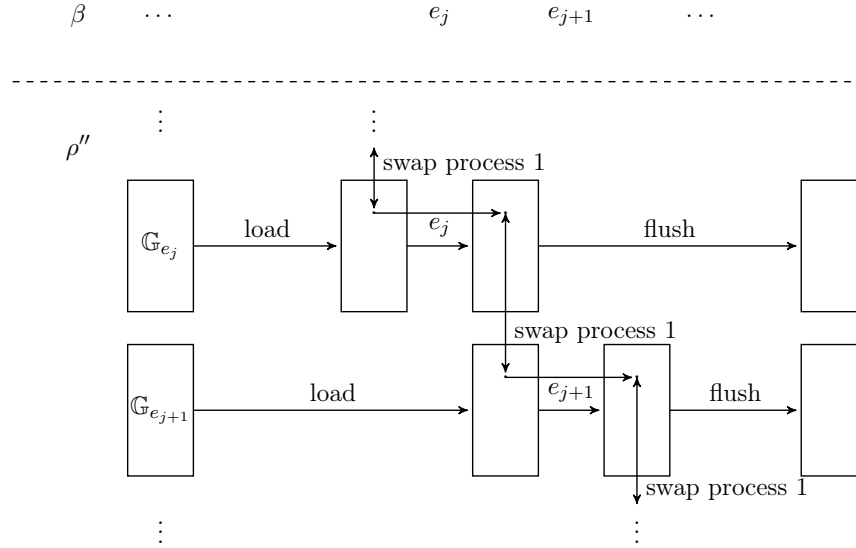 β ⋯ e_j e_{j+1} ⋯
⋮ ⋮
ρ″
swap process 1
𝔾_{e_j} load e_j flush
swap process 1
𝔾_{e_{j+1}} load e_{j+1} flush
swap process 1
⋮ ⋮